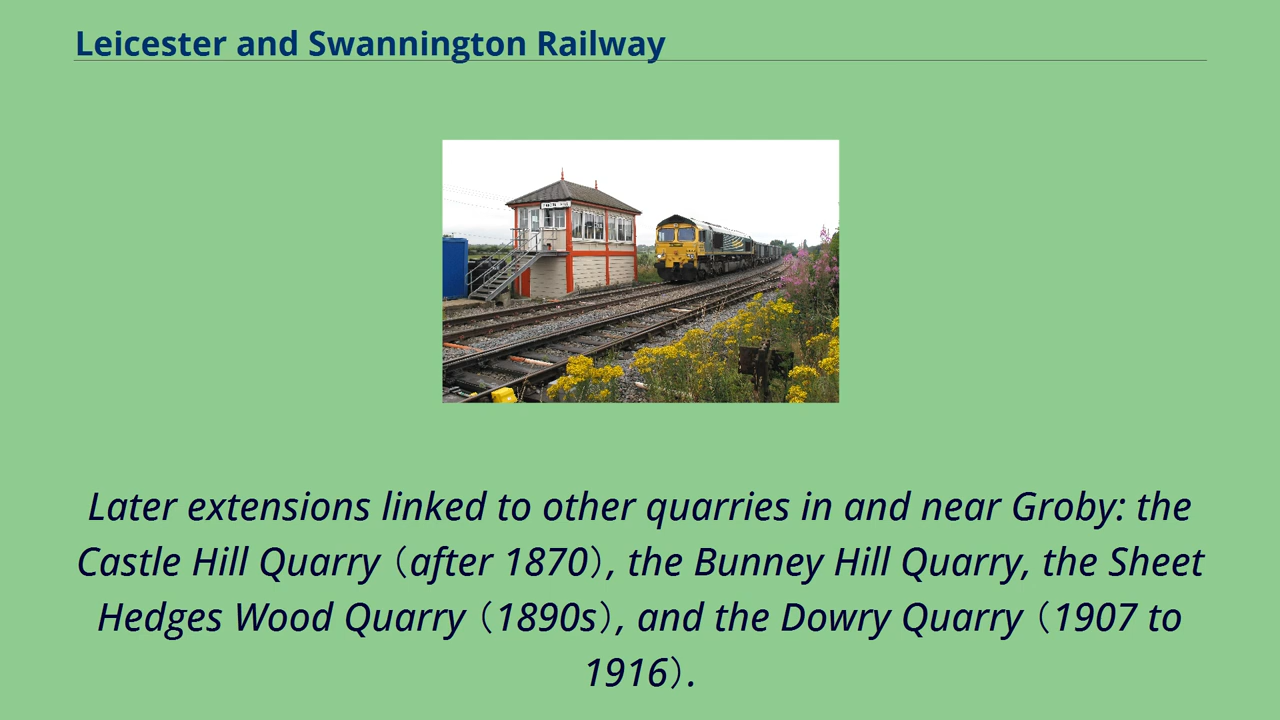 Leicester and Swannington Railway
Later extensions linked to other quarries in and near Groby: the
Castle Hill Quarry (after 1870), the Bunney Hill Quarry, the Sheet
Hedges Wood Quarry (1890s), and the Dowry Quarry (1907 to
1916).